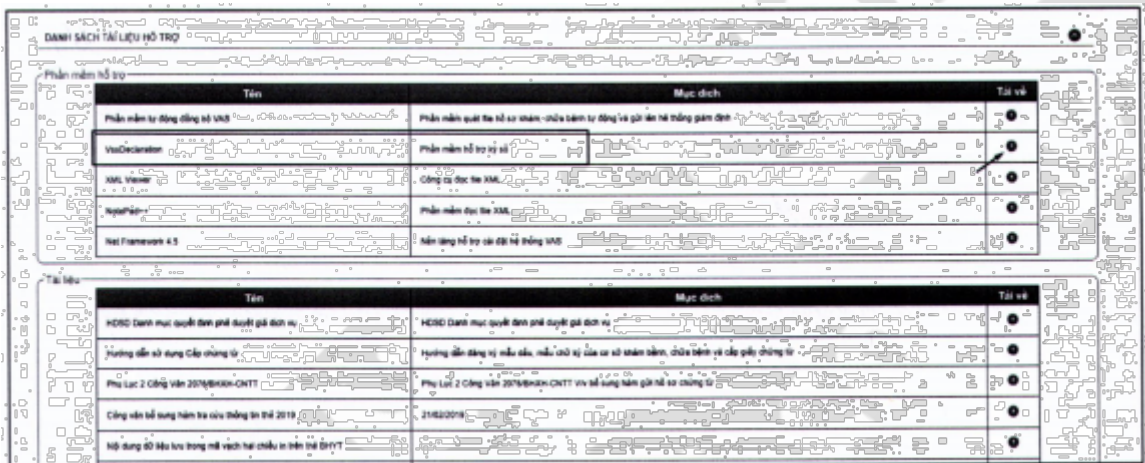 DANH SÁCH TÀI LIỆU HỖ TRỢ
Phần mềm hỗ trợ
Tên Mục đích Tải về
Phần mềm tự động đồng bộ VAS Phần mềm quét file hồ sơ khám, chữa bệnh tự động và gửi lên hệ thống giám định
VssDeclaration Phần mềm hỗ trợ ký số
XML Viewer Công cụ đọc file XML
NotePad++ Phần mềm đọc file XML
Net Framework 4.5 Nền tảng hỗ trợ cài đặt hệ thống VAS
Tài liệu
Tên Mục đích Tải về
HDSD Danh mục quyết định phê duyệt giá dịch vụ HDSD Danh mục quyết định phê duyệt giá dịch vụ
Hướng dẫn sử dụng Cấp chứng từ Hướng dẫn đăng ký mẫu dấu, mẫu chữ ký của cơ sở khám bệnh, chữa bệnh và cấp giấy chứng từ
Phụ Lục 2 Công Văn 2076/BHXH-CNTT Phụ Lục 2 Công Văn 2076/BHXH-CNTT V/v bổ sung hàm gửi hồ sơ chứng từ
Công văn bổ sung hàm tra cứu thông tin thẻ 2019 21/02/2019
Nội dung dữ liệu lưu trong mã vạch hai chiều in trên thẻ BHYT